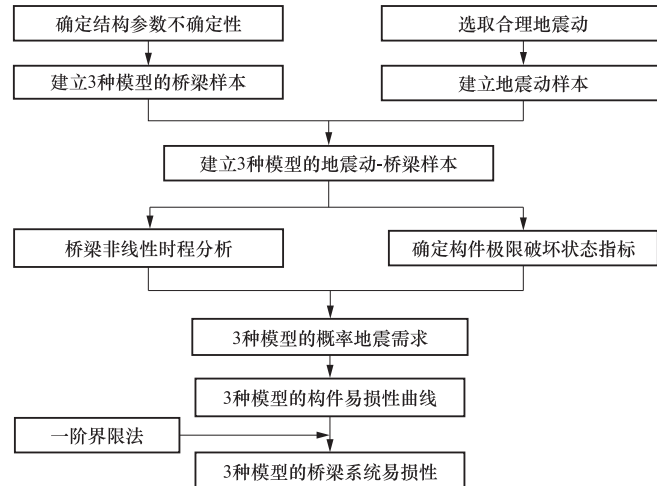 确定结构参数不确定性
选取合理地震动
建立3种模型的桥梁样本
建立地震动样本
建立3种模型的地震动-桥梁样本
桥梁非线性时程分析
确定构件极限破坏状态指标
3种模型的概率地震需求
3种模型的构件易损性曲线
一阶界限法
3种模型的桥梁系统易损性